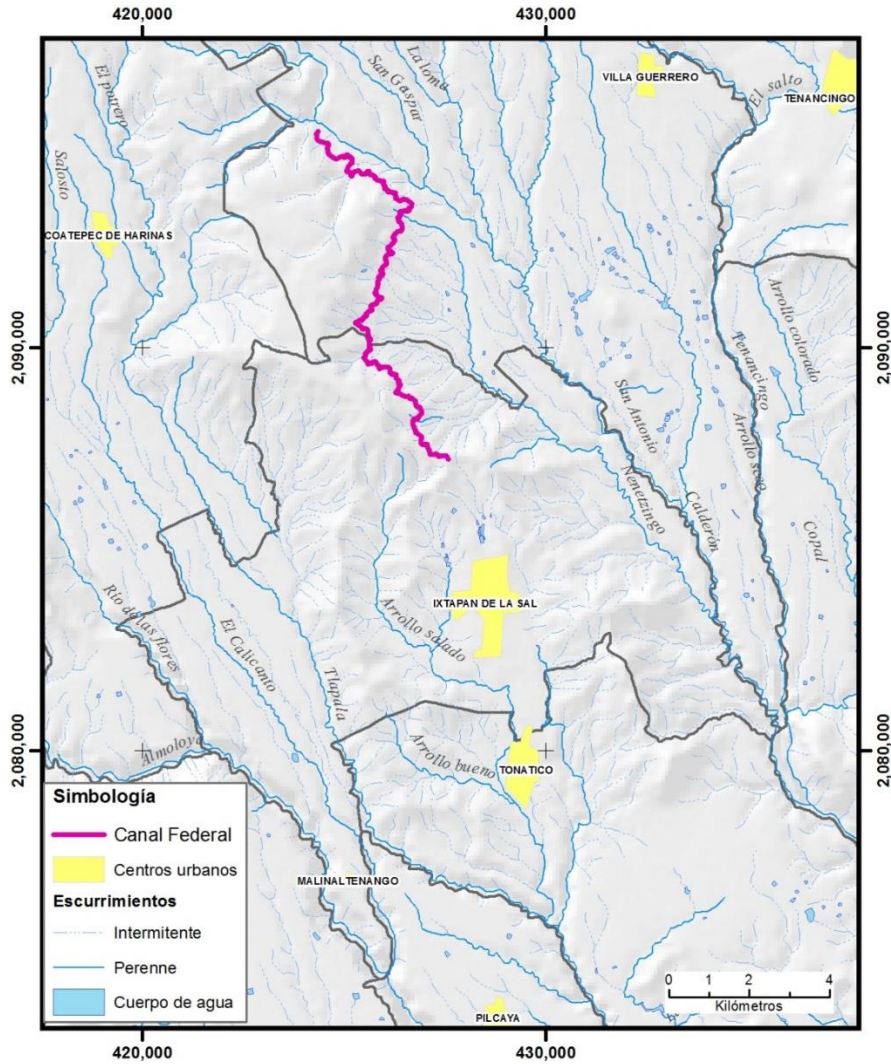 420,000
430,000
El potrero
San Gaspar
La loma
VILLA GUERRERO
El salto
TENANCINGO
Salosto
COATEPEC DE HARINAS
2,090,000
2,090,000
Arrollo colorado
Tenancingo
San Antonio
Arrollo seco
Nenetzingo
Calderón
Copal
IXTAPAN DE LA SAL
Rio de las flores
El Calicanto
Arrollo salado
Tlapala
2,080,000
2,080,000
Almoloya
Arrollo bueno
TONATICO
Simbología
Canal Federal
Centros urbanos
Escurrimientos
Intermitente
Perenne
Cuerpo de agua
MALINALTENANGO
PILCAYA
0 1 2 4
Kilómetros
420,000
430,000